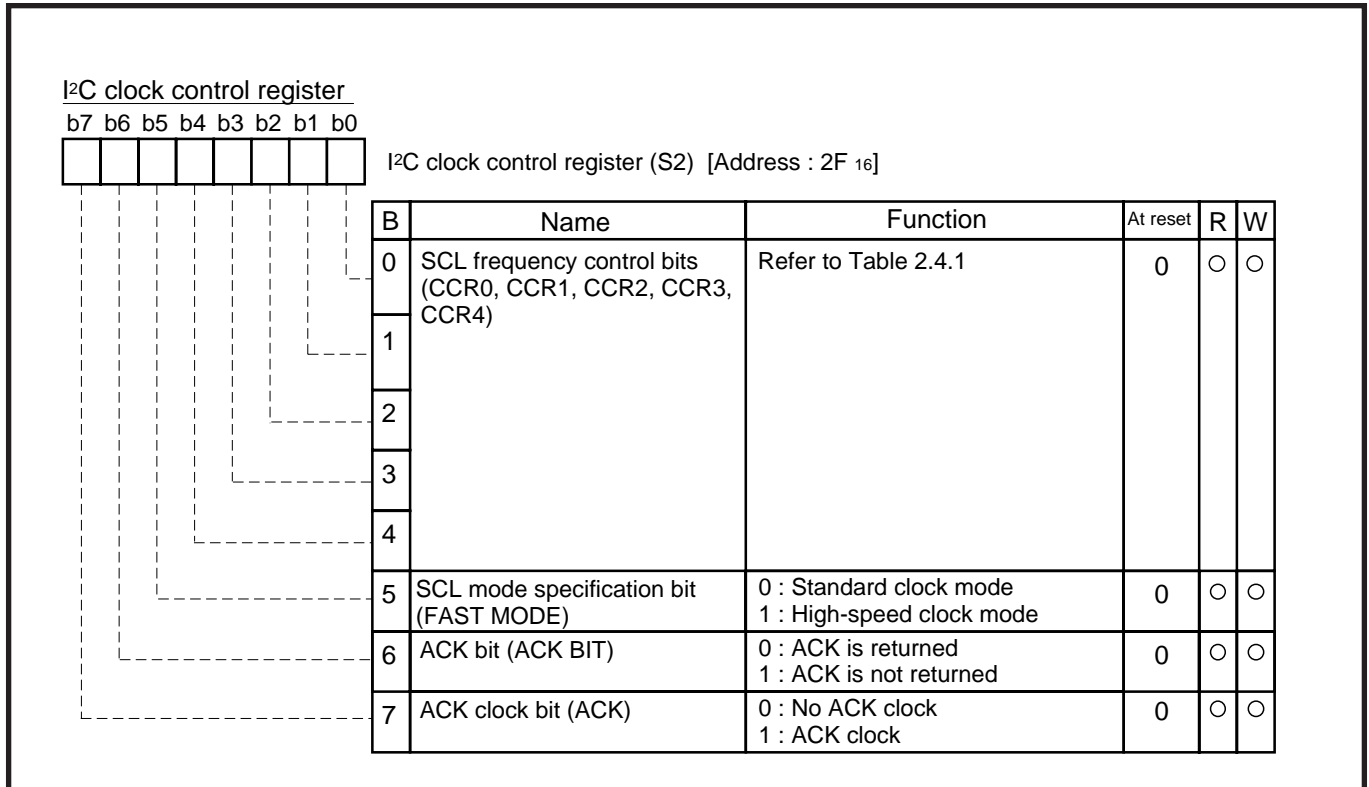 I2C clock control register
b7 b6 b5 b4 b3 b2 b1 b0
I2C clock control register (S2) [Address : 2F 16]
B Name Function At reset R W
0 SCL frequency control bits Refer to Table 2.4.1 0 ○ ○
(CCR0, CCR1, CCR2, CCR3,
CCR4)
1
2
3
4
5 SCL mode specification bit 0 : Standard clock mode 0 ○ ○
(FAST MODE) 1 : High-speed clock mode
6 ACK bit (ACK BIT) 0 : ACK is returned 0 ○ ○
1 : ACK is not returned
7 ACK clock bit (ACK) 0 : No ACK clock 0 ○ ○
1 : ACK clock